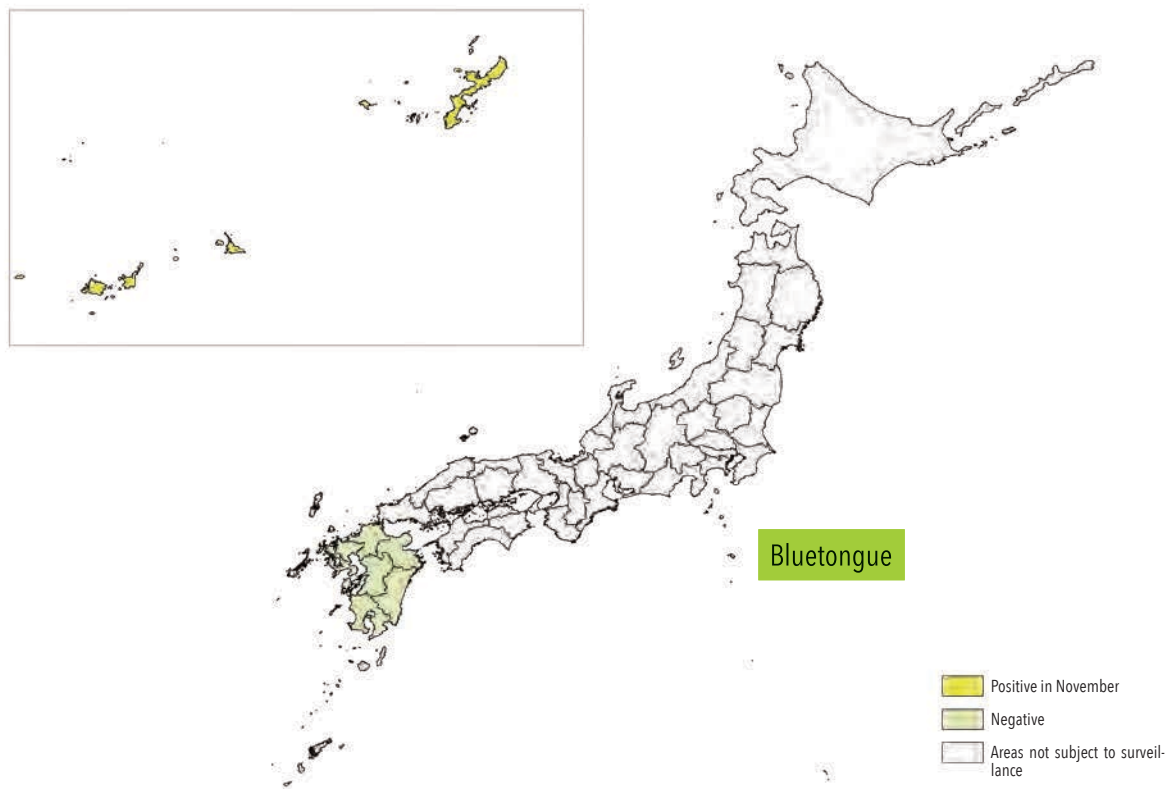 Bluetongue
Positive in November
Negative
Areas not subject to surveil-
lance